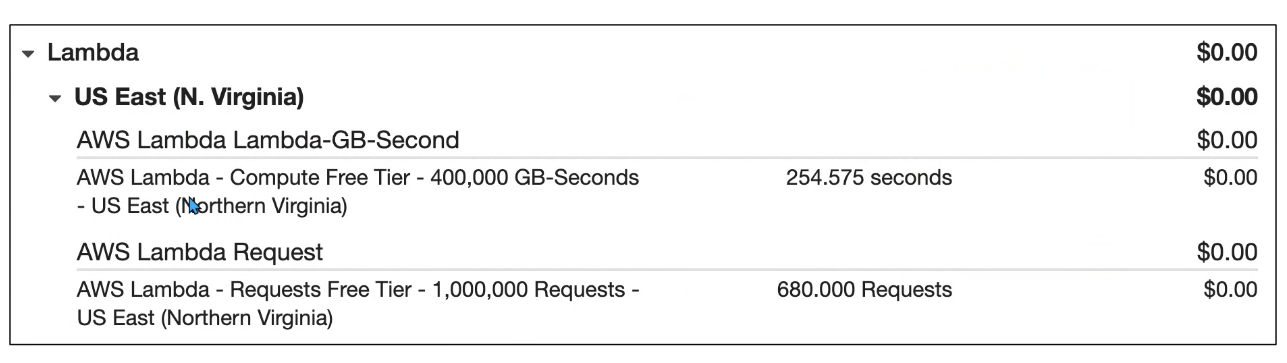 Lambda $0.00
US East (N. Virginia) $0.00
AWS Lambda Lambda-GB-Second $0.00
AWS Lambda - Compute Free Tier - 400,000 GB-Seconds 254.575 seconds $0.00
- US East (Northern Virginia)
AWS Lambda Request $0.00
AWS Lambda - Requests Free Tier - 1,000,000 Requests - 680.000 Requests $0.00
US East (Northern Virginia)